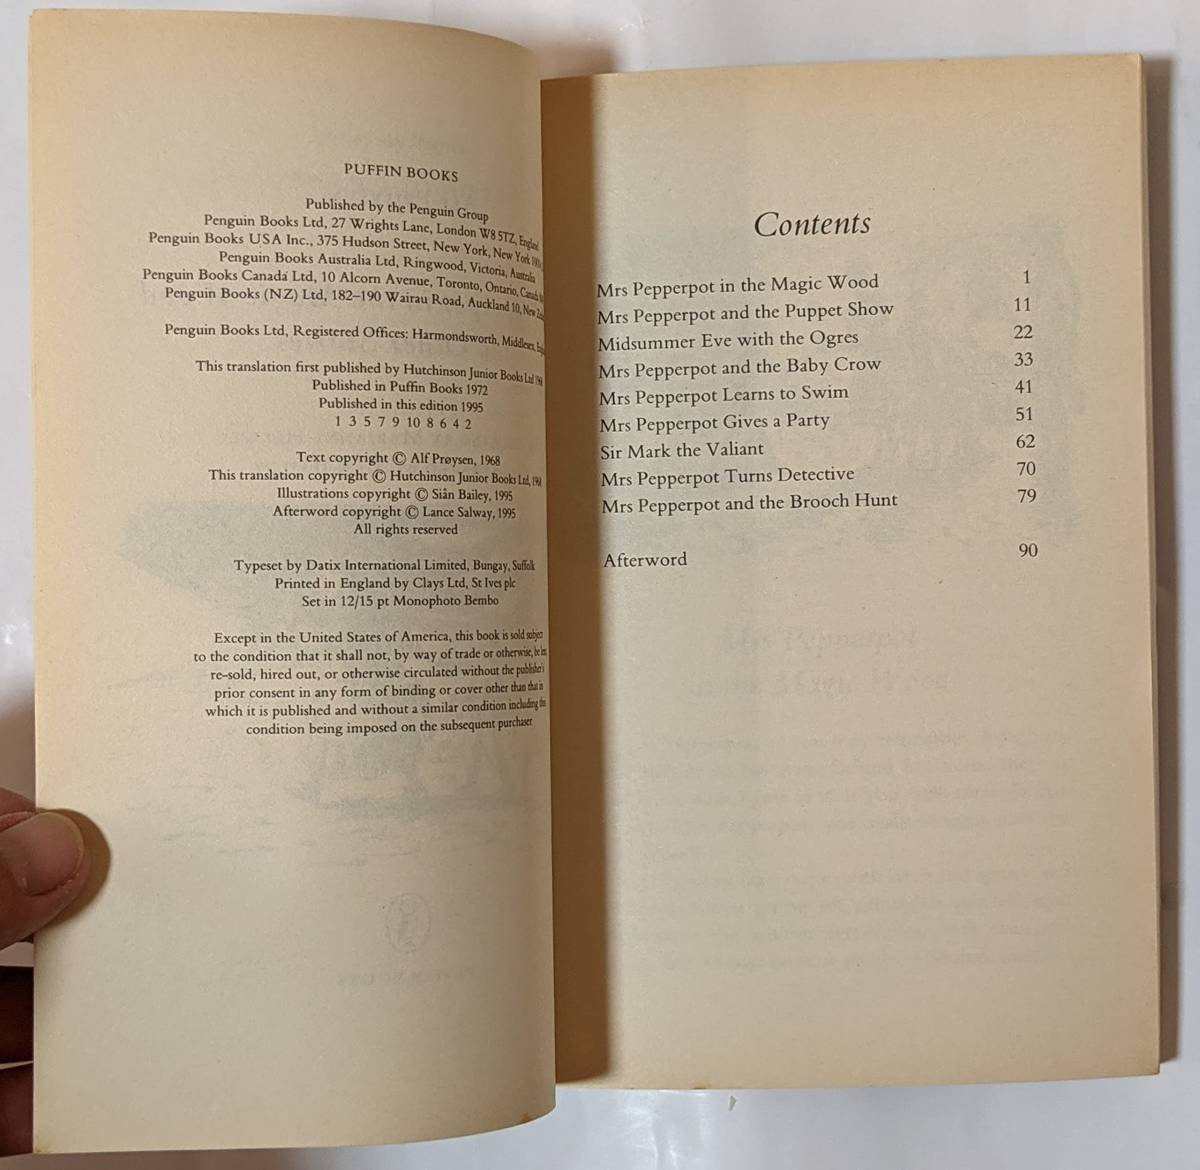 PUFFIN BOOKS
Published by the Penguin Group
Penguin Books Ltd, 27 Wrights Lane, London W8 5TZ, England
Penguin Books USA Inc., 375 Hudson Street, New York, New York
Penguin Books Australia Ltd, Ringwood, Victoria, Australia
Penguin Books Canada Ltd, 10 Alcorn Avenue, Toronto, Ontario, Canada
Penguin Books (NZ) Ltd, 182–190 Wairau Road, Auckland 10, New
Penguin Books Ltd, Registered Offices: Harmondsworth, Middlesex,
This translation first published by Hutchinson Junior Books Ltd 1968
Published in Puffin Books 1972
Published in this edition 1995
1 3 5 7 9 10 8 6 4 2
Text copyright © Alf Prøysen, 1968
This translation copyright © Hutchinson Junior Books Ltd, 1968
Illustrations copyright © Siân Bailey, 1995
Afterword copyright © Lance Salway, 1995
All rights reserved
Typeset by Datix International Limited, Bungay, Suffolk
Printed in England by Clays Ltd, St Ives plc
Set in 12/15 pt Monophoto Bembo
Except in the United States of America, this book is sold subject
to the condition that it shall not, by way of trade or otherwise, be lent,
re-sold, hired out, or otherwise circulated without the publisher's
prior consent in any form of binding or cover other than that in
which it is published and without a similar condition including this
condition being imposed on the subsequent purchaser
Contents
Mrs Pepperpot in the Magic Wood 1
Mrs Pepperpot and the Puppet Show 11
Midsummer Eve with the Ogres 22
Mrs Pepperpot and the Baby Crow 33
Mrs Pepperpot Learns to Swim 41
Mrs Pepperpot Gives a Party 51
Sir Mark the Valiant 62
Mrs Pepperpot Turns Detective 70
Mrs Pepperpot and the Brooch Hunt 79
Afterword 90